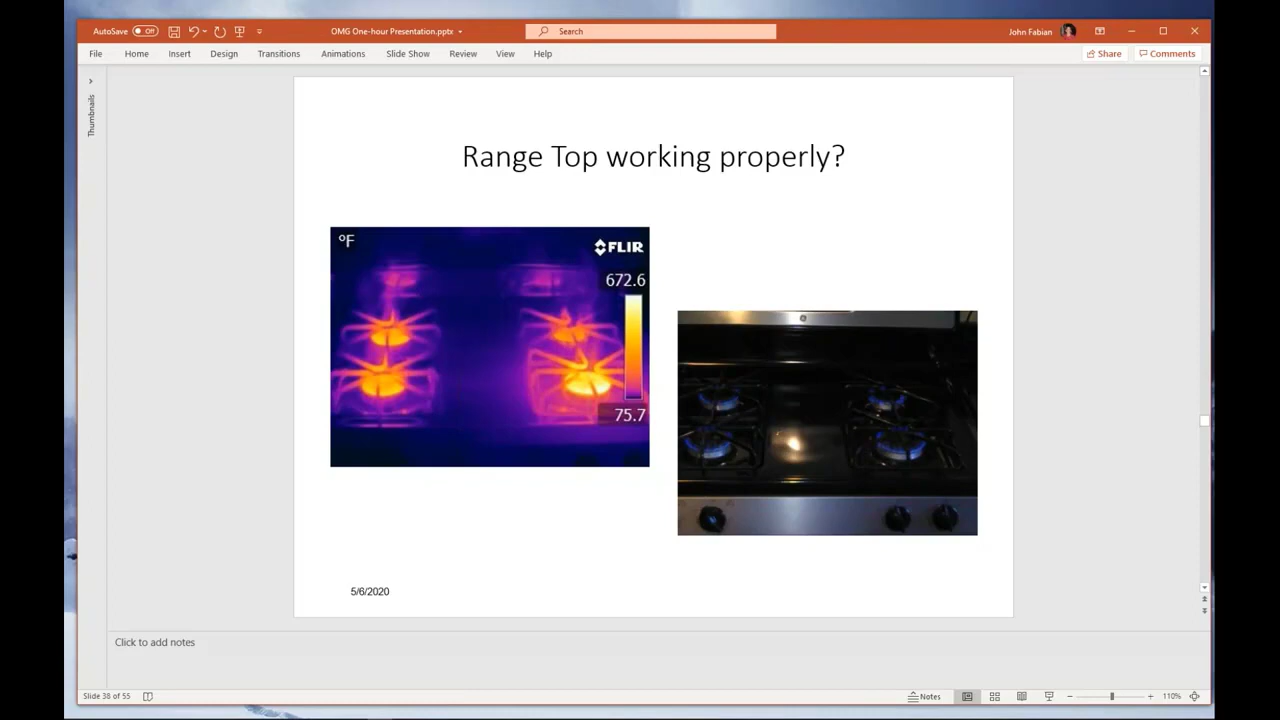 AutoSave Off
OMG One-hour Presentation.pptx
Search
John Fabian
File Home Insert Design Transitions Animations Slide Show Review View Help
Share Comments
Thumbnails
Range Top working properly?
°F
FLIR
672.6
75.7
5/6/2020
Click to add notes
Slide 38 of 55
Notes
110%